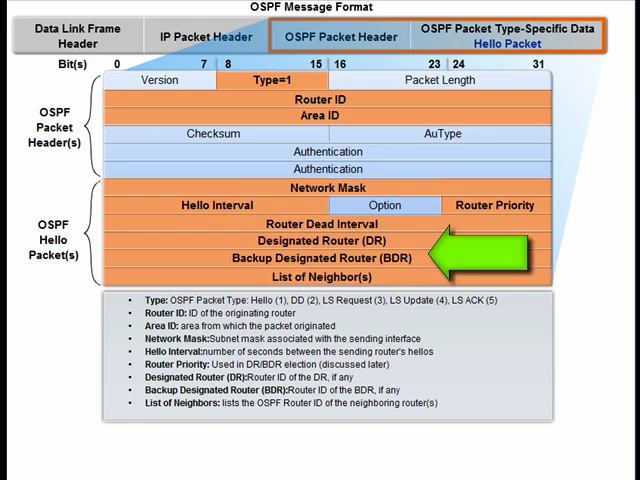 OSPF Message Format
Data Link Frame Header
IP Packet Header
OSPF Packet Header
OSPF Packet Type-Specific Data
Hello Packet
Bit(s) 0 7 8 15 16 23 24 31
OSPF Packet Header(s)
Version Type=1 Packet Length
Router ID
Area ID
Checksum AuType
Authentication
Authentication
OSPF Hello Packet(s)
Network Mask
Hello Interval Option Router Priority
Router Dead Interval
Designated Router (DR)
Backup Designated Router (BDR)
List of Neighbor(s)
• Type: OSPF Packet Type: Hello (1), DD (2), LS Request (3), LS Update (4), LS ACK (5)
• Router ID: ID of the originating router
• Area ID: area from which the packet originated
• Network Mask:Subnet mask associated with the sending interface
• Hello Interval:number of seconds between the sending router's hellos
• Router Priority: Used in DR/BDR election (discussed later)
• Designated Router (DR):Router ID of the DR, if any
• Backup Designated Router (BDR):Router ID of the BDR, if any
• List of Neighbors: lists the OSPF Router ID of the neighboring router(s)